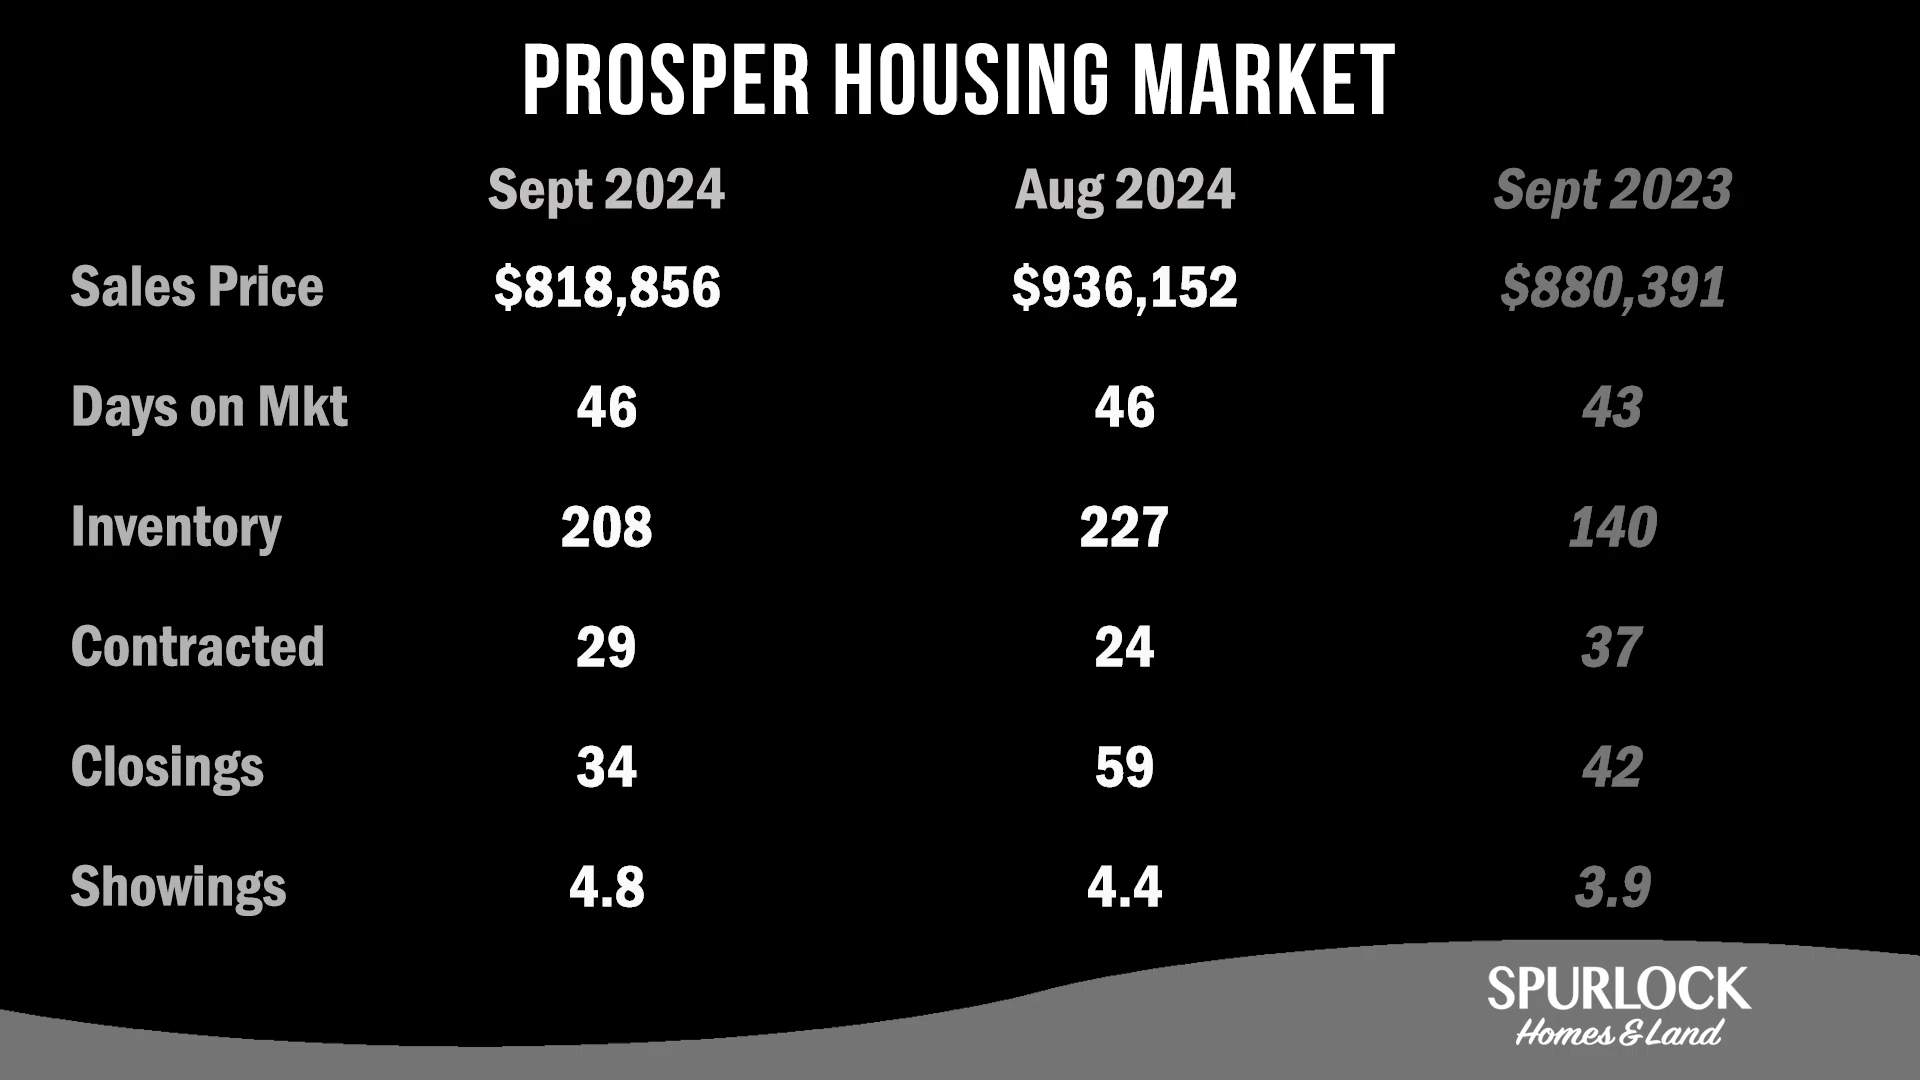 PROSPER HOUSING MARKET
Sept 2024 Aug 2024 Sept 2023
Sales Price $818,856 $936,152 $880,391
Days on Mkt 46 46 43
Inventory 208 227 140
Contracted 29 24 37
Closings 34 59 42
Showings 4.8 4.4 3.9
SPURLOCK
Homes & Land